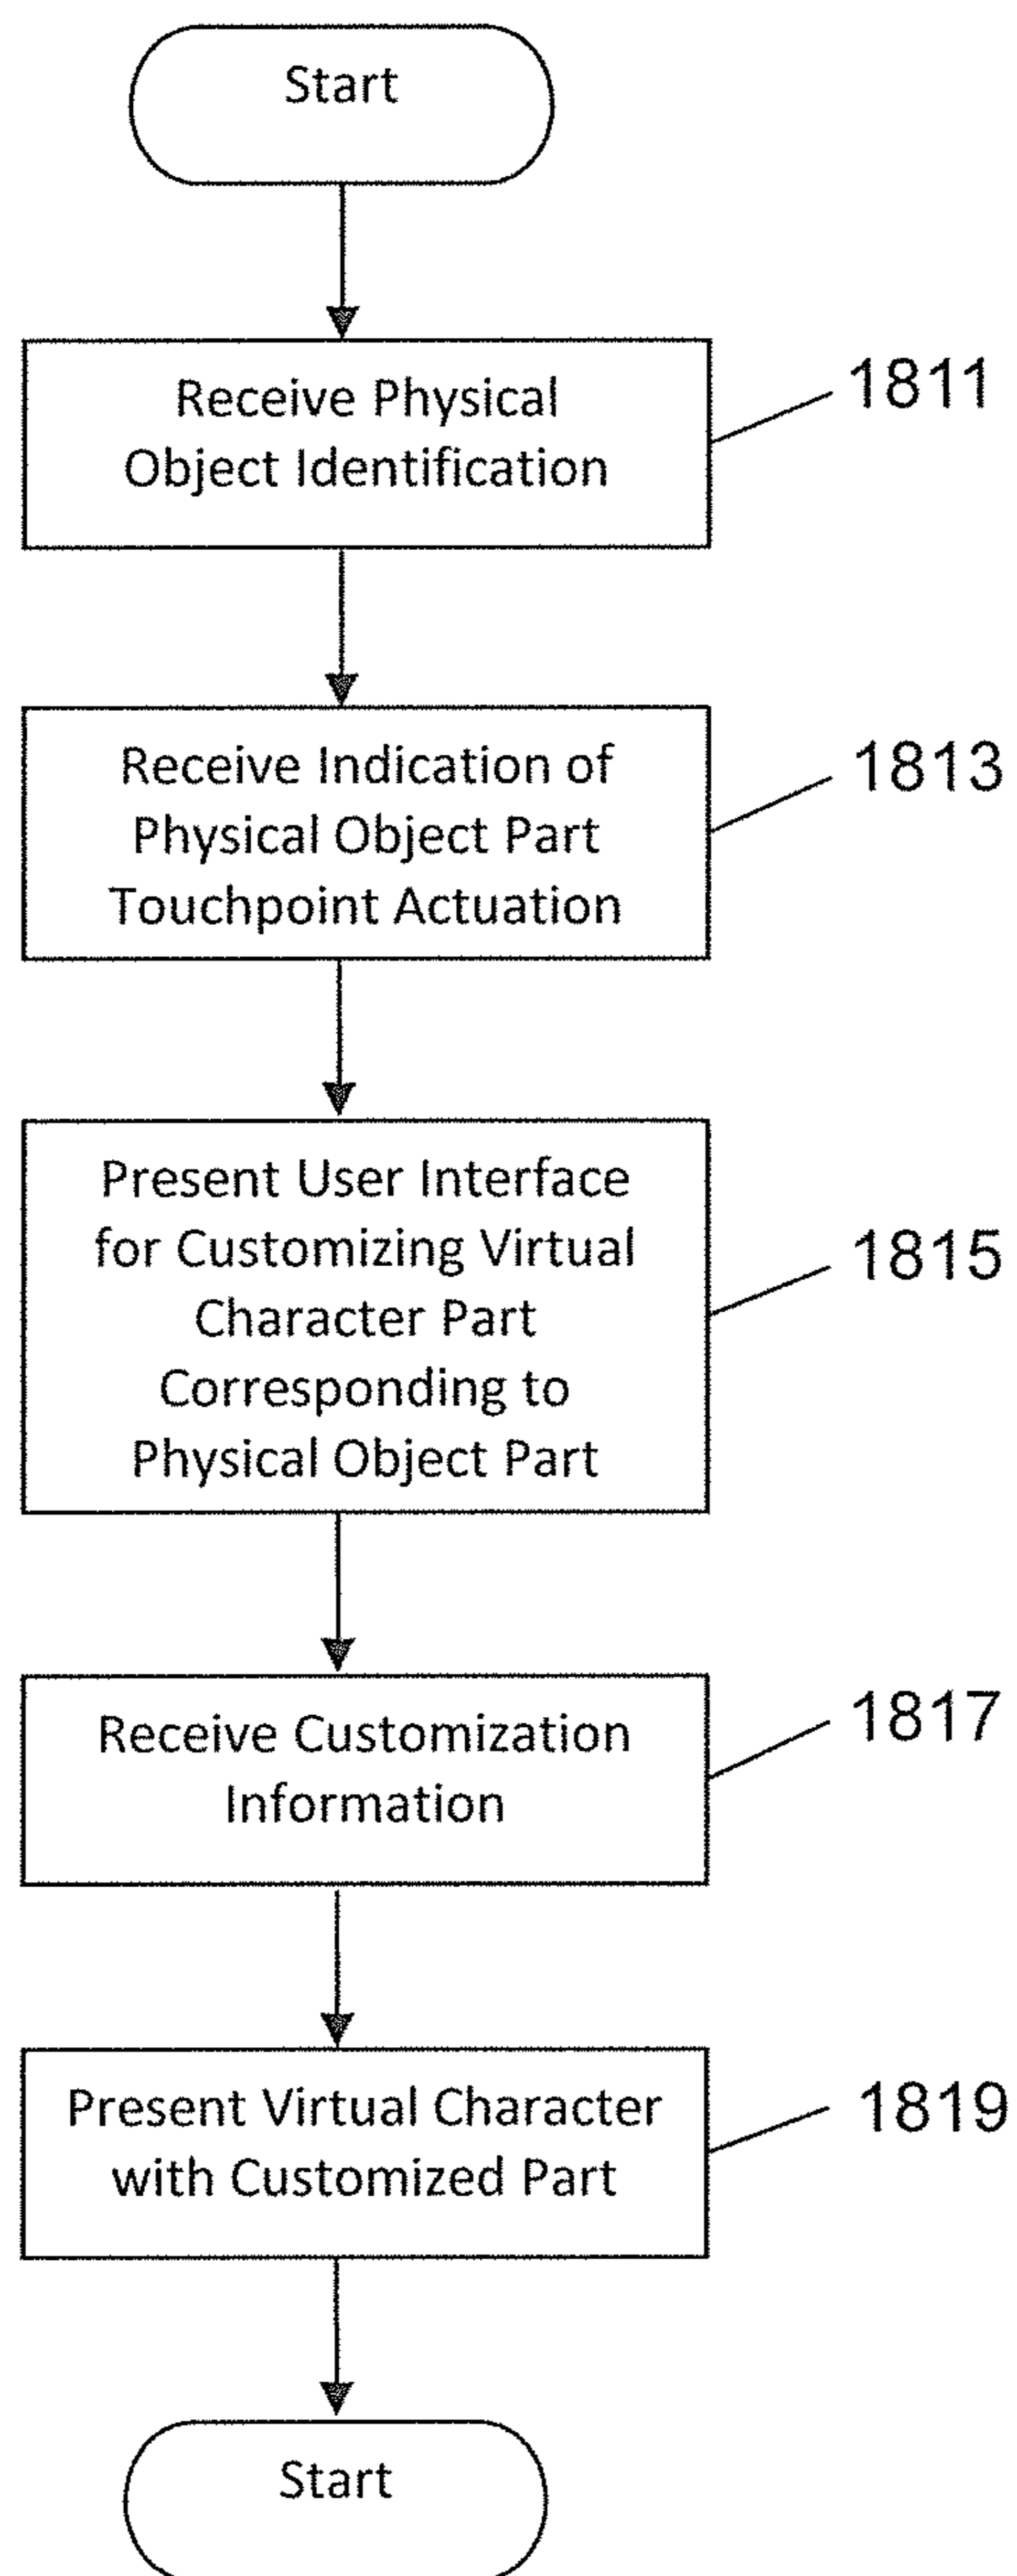 Start
Receive Physical
Object Identification
1811
Receive Indication of
Physical Object Part
Touchpoint Actuation
1813
Present User Interface
for Customizing Virtual
Character Part
Corresponding to
Physical Object Part
1815
Receive Customization
Information
1817
Present Virtual Character
with Customized Part
1819
Start